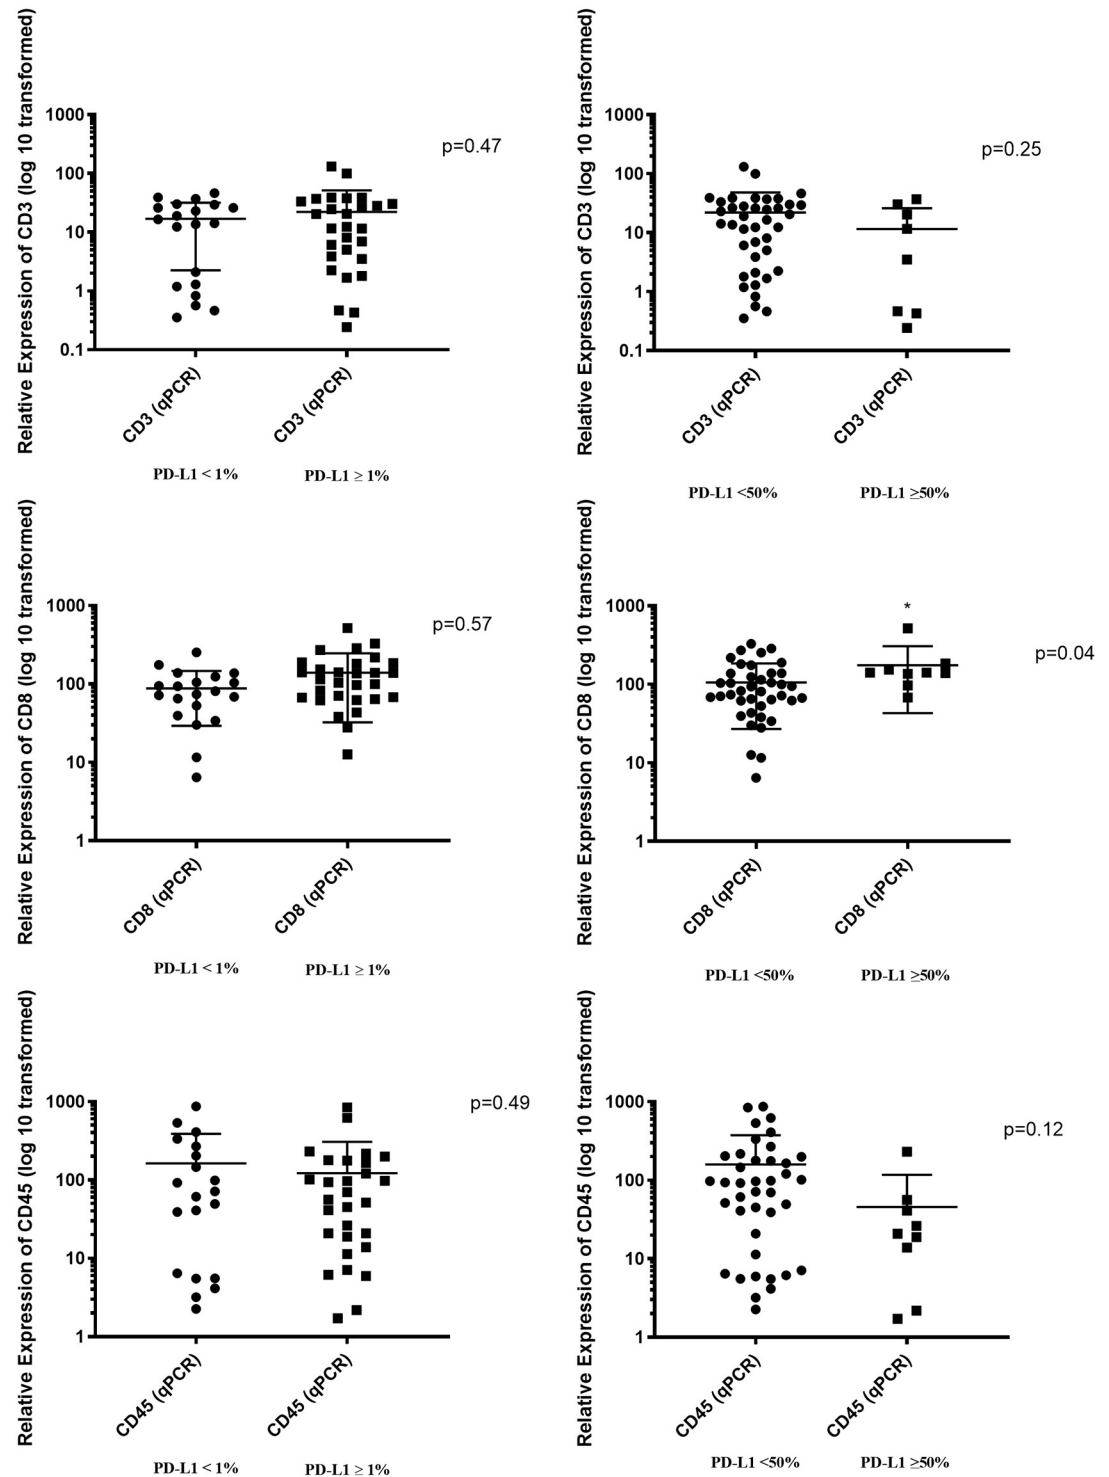 Relative Expression of CD3 (log 10 transformed)
1000
100
10
1
0.1
p=0.47
CD3 (qPCR)
CD3 (qPCR)
PD-L1 < 1%
PD-L1 ≥ 1%
Relative Expression of CD3 (log 10 transformed)
1000
100
10
1
0.1
p=0.25
CD3 (qPCR)
CD3 (qPCR)
PD-L1 <50%
PD-L1 ≥50%
Relative Expression of CD8 (log 10 transformed)
1000
100
10
1
p=0.57
CD8 (qPCR)
CD8 (qPCR)
PD-L1 < 1%
PD-L1 ≥ 1%
Relative Expression of CD8 (log 10 transformed)
1000
100
10
1
*
p=0.04
CD8 (qPCR)
CD8 (qPCR)
PD-L1 <50%
PD-L1 ≥50%
Relative Expression of CD45 (log 10 transformed)
1000
100
10
1
p=0.49
CD45 (qPCR)
CD45 (qPCR)
PD-L1 < 1%
PD-L1 ≥ 1%
Relative Expression of CD45 (log 10 transformed)
1000
100
10
1
p=0.12
CD45 (qPCR)
CD45 (qPCR)
PD-L1 <50%
PD-L1 ≥50%